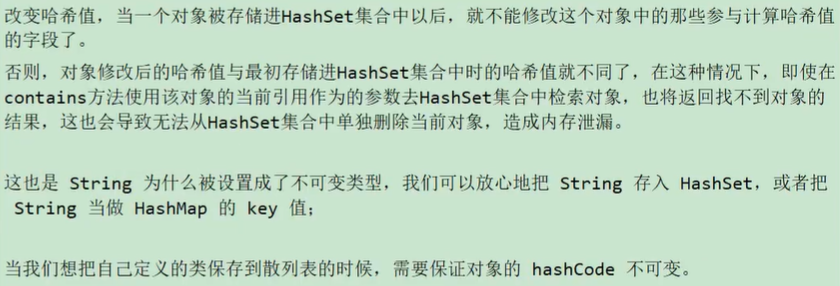 改变哈希值，当一个对象被存储进HashSet集合中以后，就不能修改这个对象中的那些参与计算哈希值
的字段了。
否则，对象修改后的哈希值与最初存储进HashSet集合中时的哈希值就不同了，在这种情况下，即使在
contains方法使用该对象的当前引用作为的参数去HashSet集合中检索对象，也将返回找不到对象的
结果，这也会导致无法从HashSet集合中单独删除当前对象，造成内存泄漏。
这也是 String 为什么被设置成了不可变类型，我们可以放心地把 String 存入 HashSet，或者把
String 当做 HashMap 的 key 值；
当我们想把自己定义的类保存到散列表的时候，需要保证对象的 hashCode 不可变。